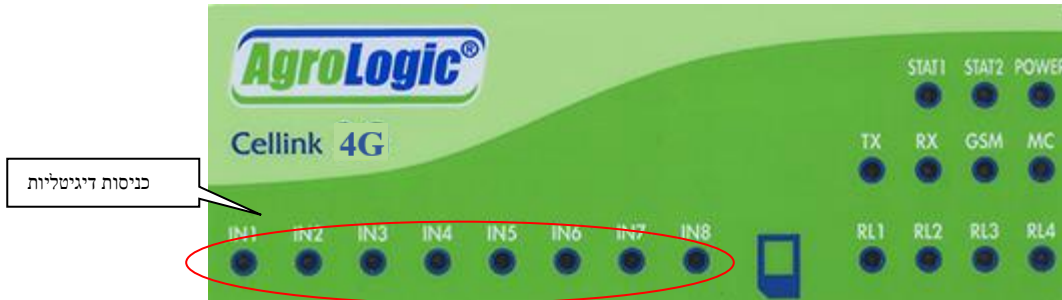 AgroLogic®
STAT1 STAT2 POWER
Cellink 4G
TX RX GSM MC
כניסות דיגיטליות
IN1 IN2 IN3 IN4 IN5 IN6 IN7 IN8
RL1 RL2 RL3 RL4